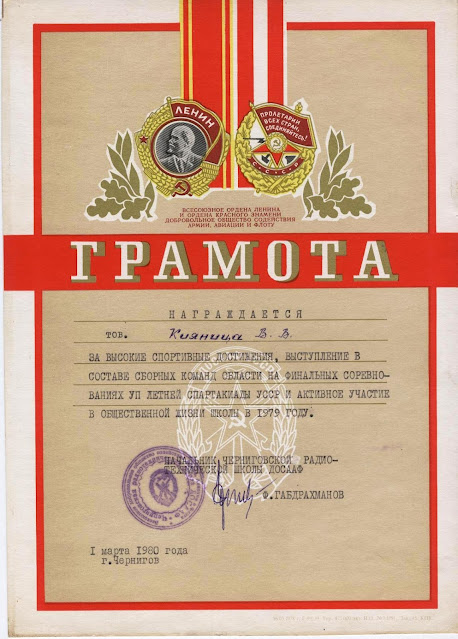 ЛЕНИН
ПРОЛЕТАРИИ
ВСЕХ СТРАН,
СОЕДИНЯЙТЕСЬ!
СССР
ВСЕСОЮЗНОЕ ОРДЕНА ЛЕНИНА
И ОРДЕНА КРАСНОГО ЗНАМЕНИ
ДОБРОВОЛЬНОЕ ОБЩЕСТВО СОДЕЙСТВИЯ
АРМИИ, АВИАЦИИ И ФЛОТУ
ГРАМОТА
НАГРАЖДАЕТСЯ
тов. Кияница В. В.
ЗА ВЫСОКИЕ СПОРТИВНЫЕ ДОСТИЖЕНИЯ, ВЫСТУПЛЕНИЕ В
СОСТАВЕ СБОРНЫХ КОМАНД ОБЛАСТИ НА ФИНАЛЬНЫХ СОРЕВНО-
ВАНИЯХ УП ЛЕТНЕЙ СПАРТАКИАДЫ УССР И АКТИВНОЕ УЧАСТИЕ
В ОБЩЕСТВЕННОЙ ЖИЗНИ ШКОЛЫ В 1979 ГОДУ.
НАЧАЛЬНИК ЧЕРНИГОВСКОЙ РАДИО-
ТЕХНИЧЕСКОЙ ШКОЛЫ ДОСААФ
Ф.ГАБДРАХМАНОВ
I марта 1980 года
г.Чернигов